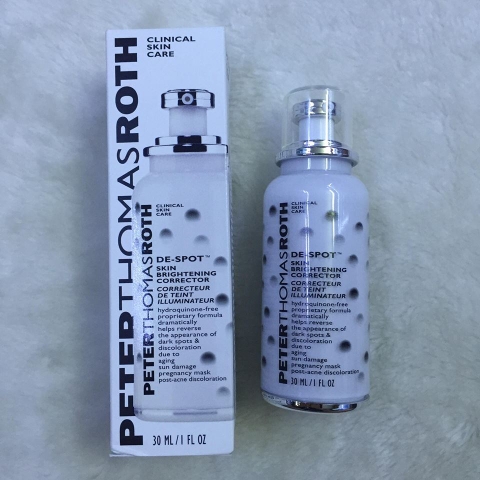 PETERTHOMASROTH
CLINICAL
SKIN
CARE
PETERTHOMASROTH
CLINICAL
SKIN
CARE
DE-SPOT™
SKIN
BRIGHTENING
CORRECTOR
CORRECTEUR
DE TEINT
ILLUMINATEUR
hydroquinone-free
proprietary formula
dramatically
helps reverse
the appearance of
dark spots &
discoloration
due to
aging
sun damage
pregnancy mask
post-acne discoloration
30 ML/1 FL OZ
PETERTHOMASROTH
CLINICAL
SKIN
CARE
DE-SPOT™
SKIN
BRIGHTENING
CORRECTOR
CORRECTEUR
DE TEINT
ILLUMINATEUR
hydroquinone-free
proprietary formula
dramatically
helps reverse
the appearance of
dark spots &
discoloration
due to
aging
sun damage
pregnancy mask
post-acne discoloration
30 ML/1 FL OZ